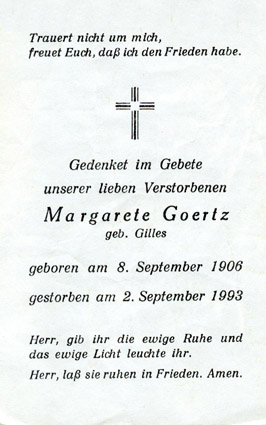 Trauert nicht um mich,
freuet Euch, daß ich den Frieden habe.
Gedenket im Gebete
unserer lieben Verstorbenen
Margarete Goertz
geb. Gilles
geboren am 8. September 1906
gestorben am 2. September 1993
Herr, gib ihr die ewige Ruhe und
das ewige Licht leuchte ihr.
Herr, laß sie ruhen in Frieden. Amen.